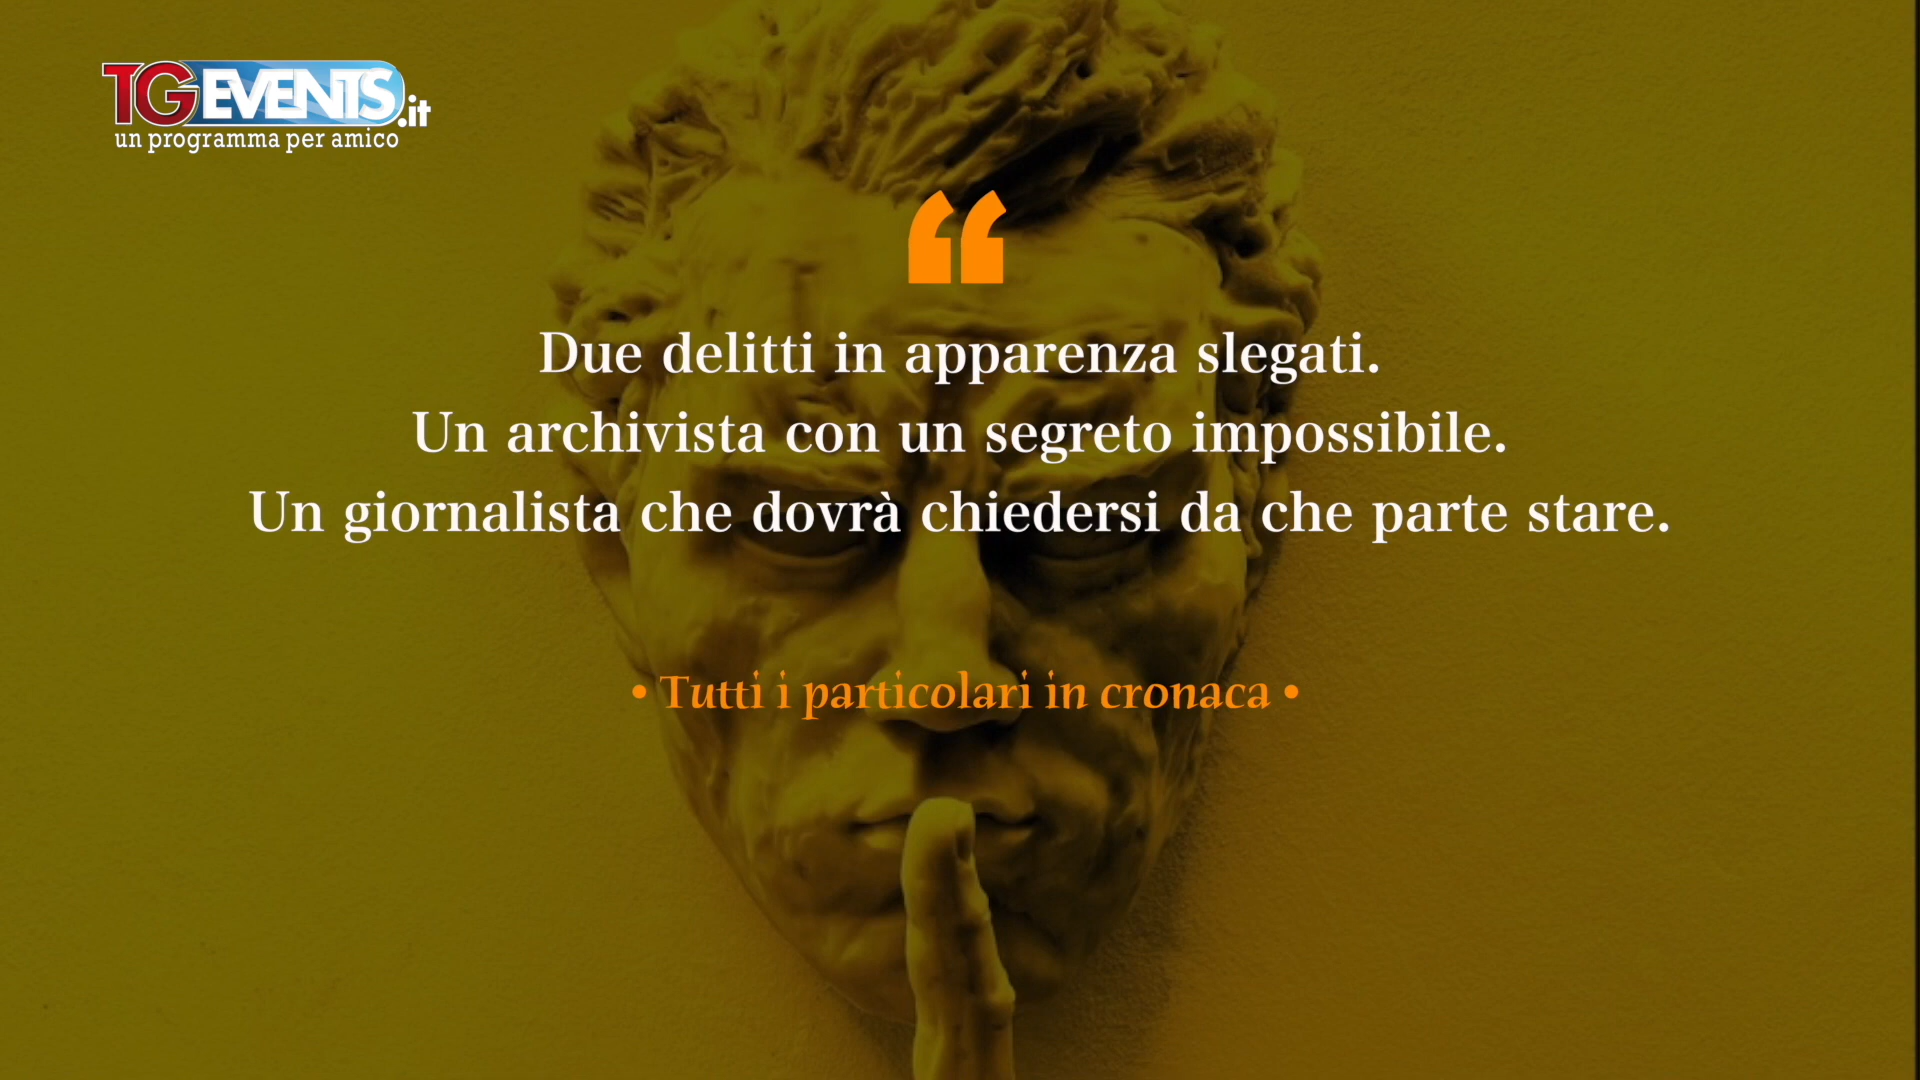 TGEVENTS.it
un programma per amico
“
Due delitti in apparenza slegati.
Un archivista con un segreto impossibile.
Un giornalista che dovrà chiedersi da che parte stare.
• Tutti i particolari in cronaca •